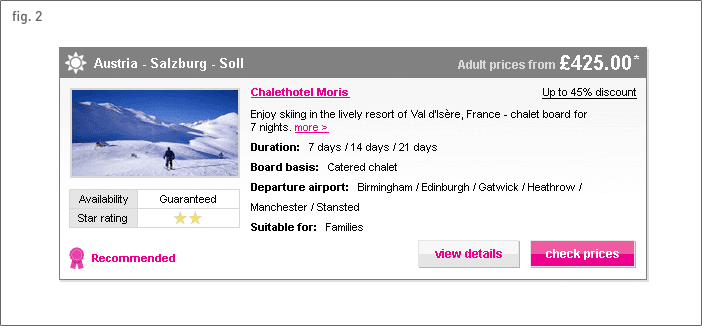 fig. 2
Austria - Salzburg - Soll
Adult prices from £425.00*
Chalethotel Moris
Up to 45% discount
Enjoy skiing in the lively resort of Val d'Isère, France - chalet board for
7 nights. more >
Duration: 7 days / 14 days / 21 days
Board basis: Catered chalet
Departure airport: Birmingham / Edinburgh / Gatwick / Heathrow /
Manchester / Stansted
Suitable for: Families
Availability Guaranteed
Star rating
Recommended
view details
check prices